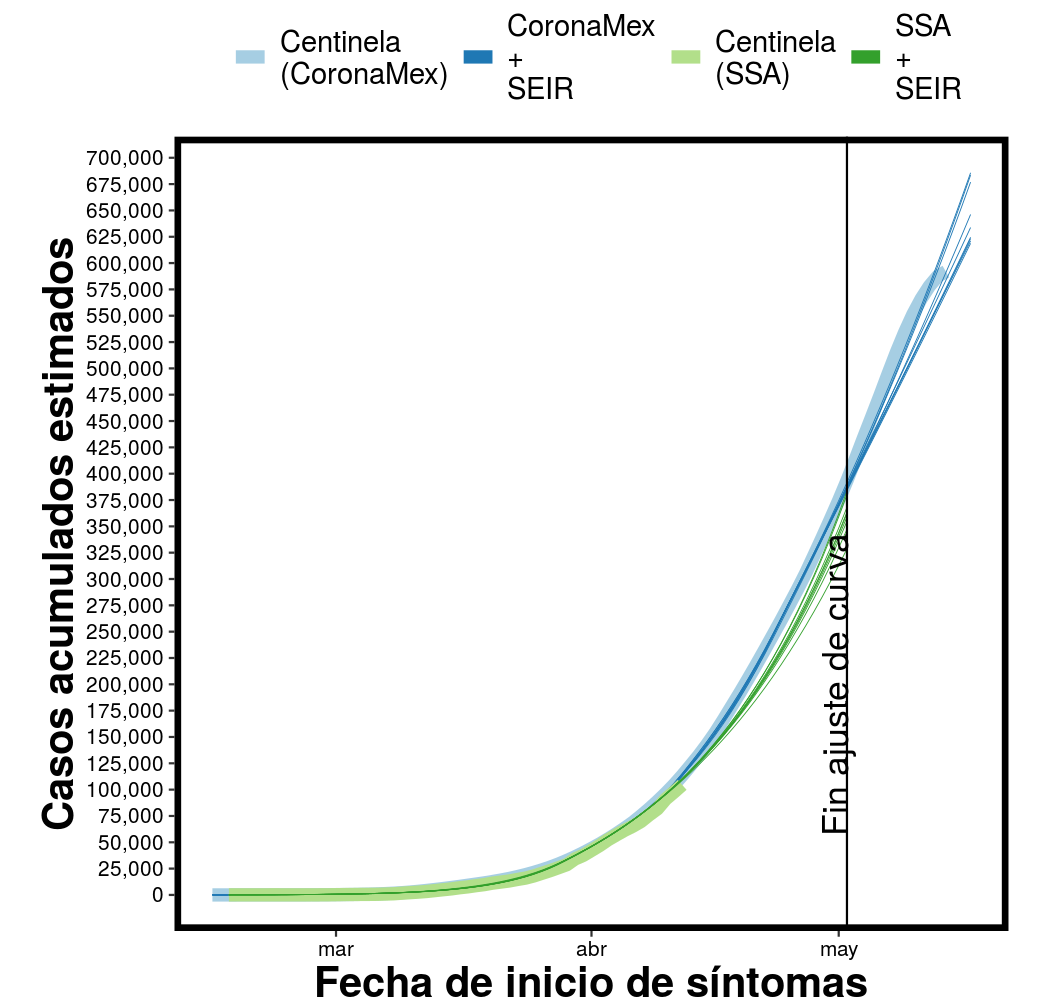 Centinela
(CoronaMex)
CoronaMex
+
SEIR
Centinela
(SSA)
SSA
+
SEIR
Casos acumulados estimados
700,000
675,000
650,000
625,000
600,000
575,000
550,000
525,000
500,000
475,000
450,000
425,000
400,000
375,000
350,000
325,000
300,000
275,000
250,000
225,000
200,000
175,000
150,000
125,000
100,000
75,000
50,000
25,000
0
Fin ajuste de curva
mar
abr
may
Fecha de inicio de síntomas